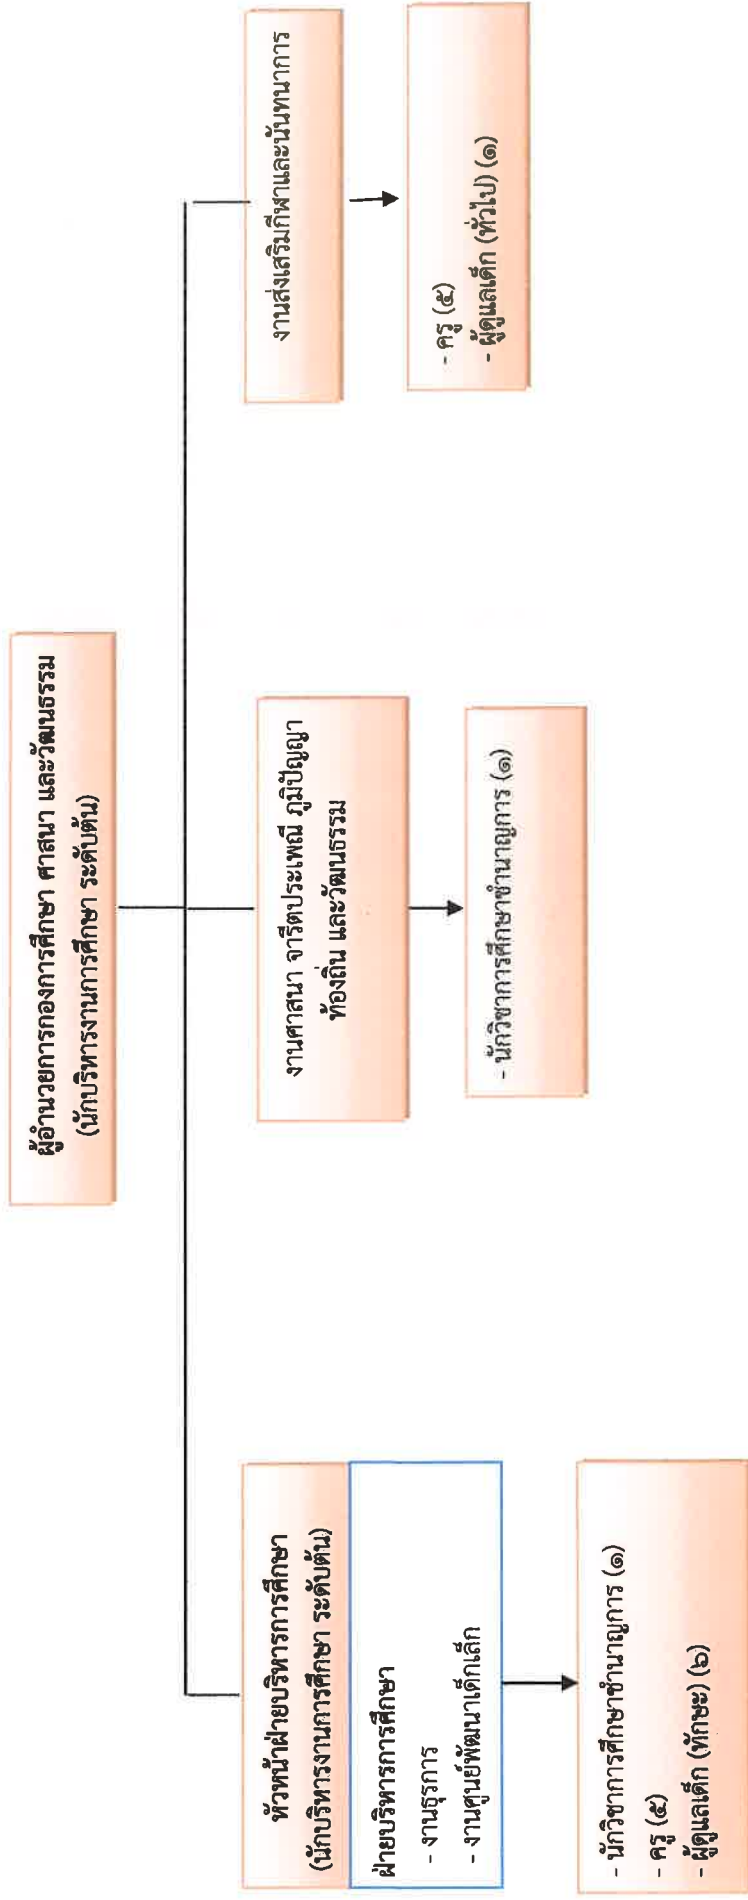 ผู้อำนวยการกองการศึกษา ศาสนา และวัฒนธรรม
(นักบริหารงานการศึกษา ระดับต้น)
หัวหน้าฝ่ายบริหารการศึกษา
(นักบริหารงานการศึกษา ระดับต้น)
ฝ่ายบริหารการศึกษา
- งานธุรการ
- งานศูนย์พัฒนาเด็กเล็ก
- นักวิชาการศึกษาชำนาญการ (๑)
- ครู (๕)
- ผู้ดูแลเด็ก (ทักษะ) (๖)
งานศาสนา จารีตประเพณี ภูมิปัญญา
ท้องถิ่น และวัฒนธรรม
- นักวิชาการศึกษาชำนาญการ (๑)
งานส่งเสริมกีฬาและนันทนาการ
- ครู (๕)
- ผู้ดูแลเด็ก (ทั่วไป) (๑)